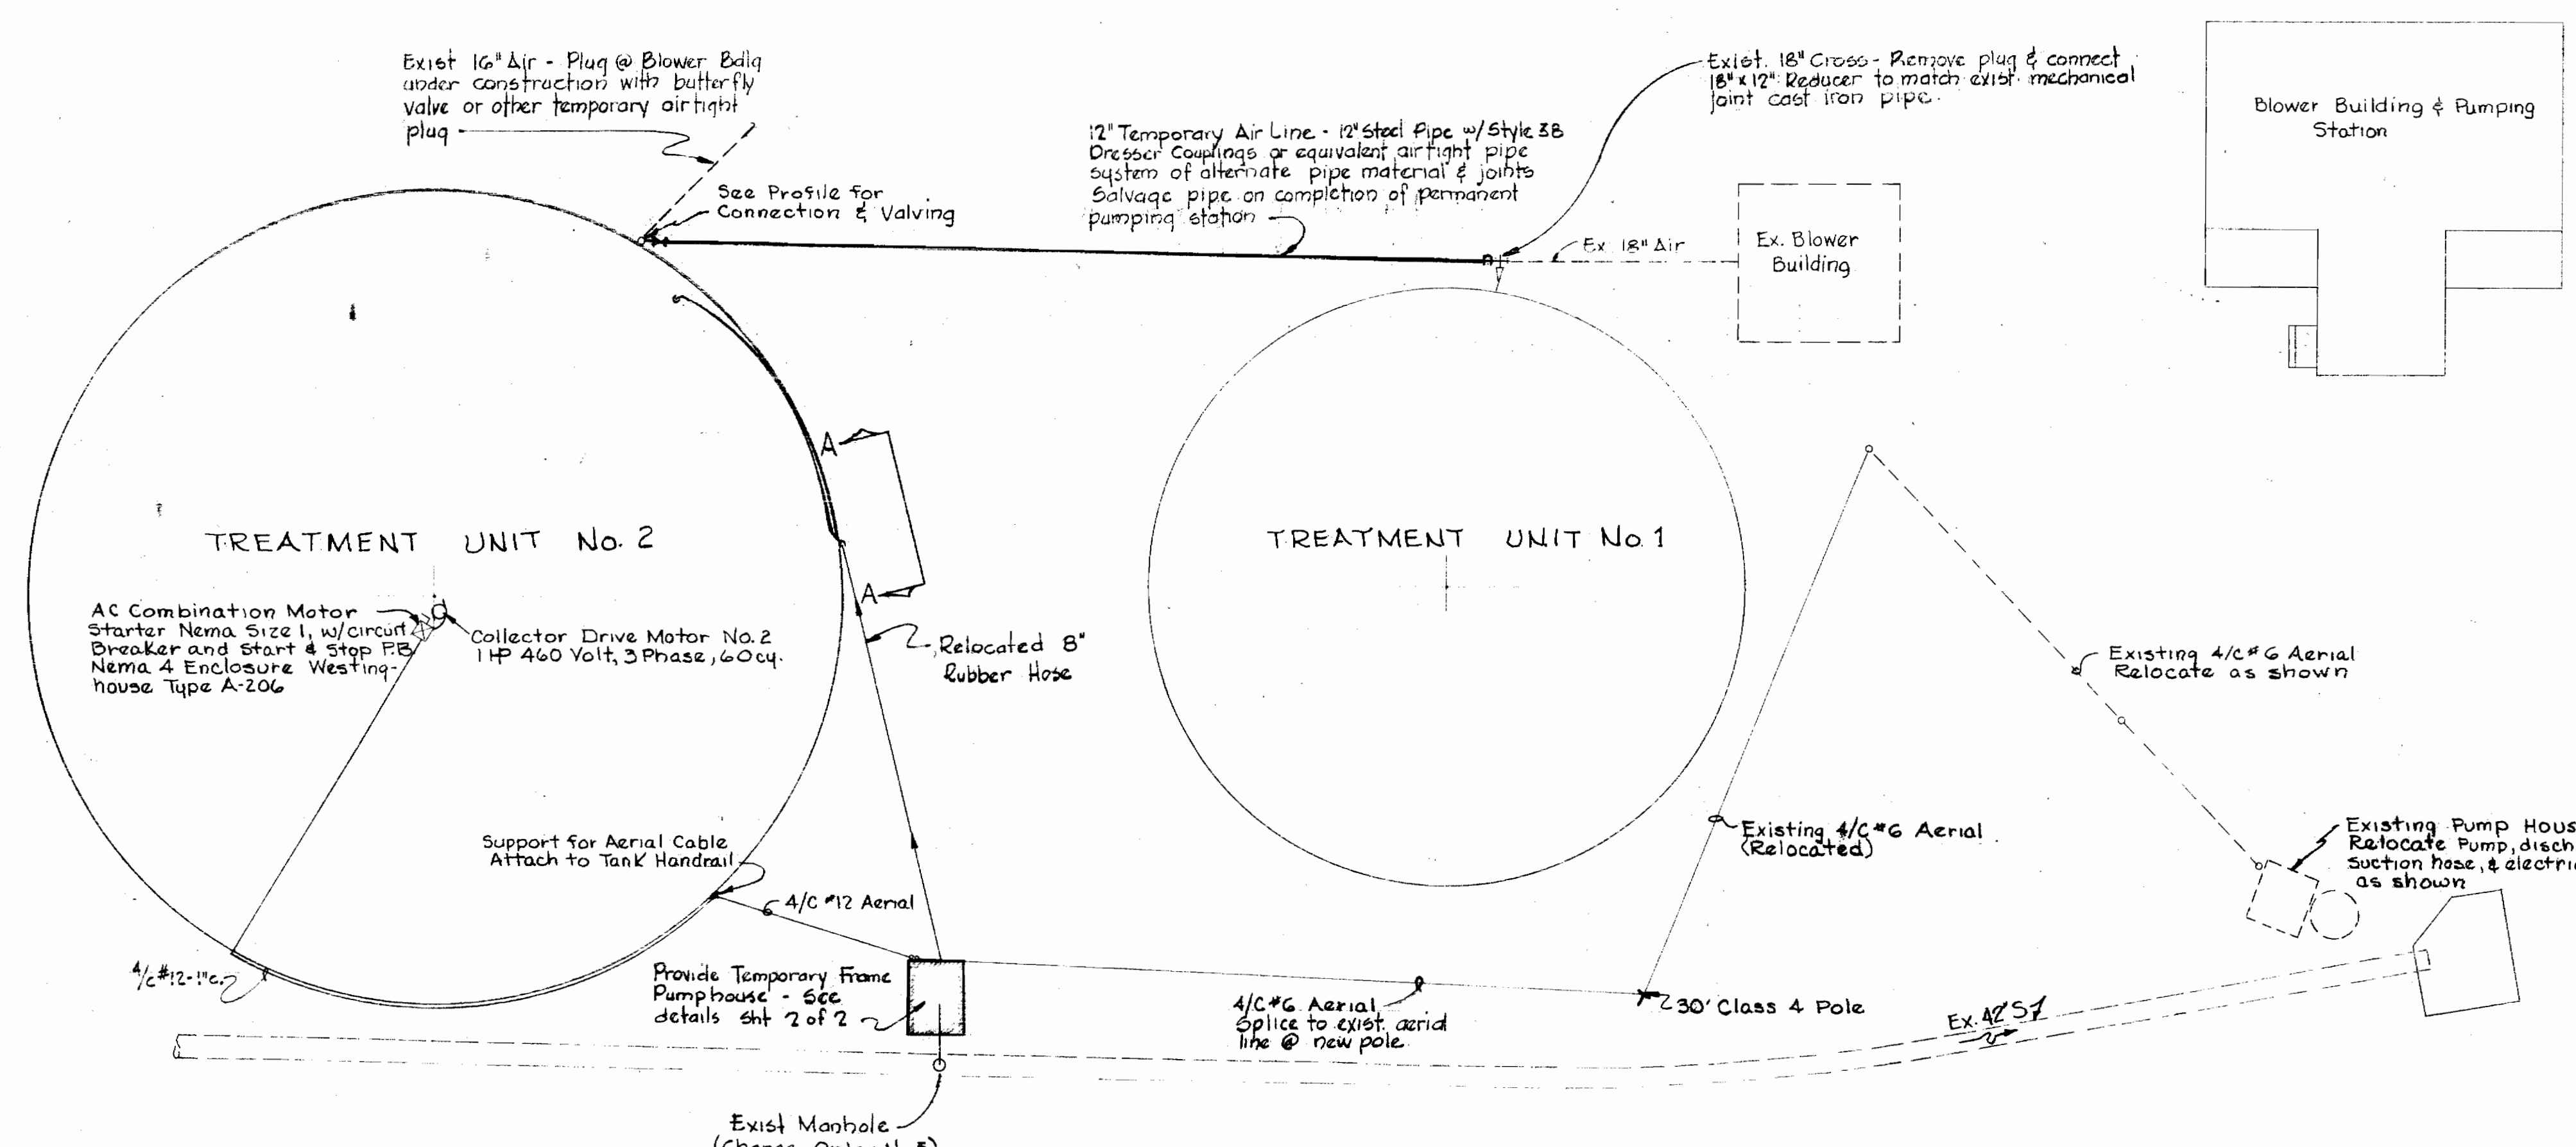 Exist 16" Air - Plug @ Blower Bdlg
under construction with butterfly
valve or other temporary airtight
plug
See Profile for
Connection & Valving
12" Temporary Air Line - 12" Steel Pipe w/Style 38
Dresser Couplings or equivalent airtight pipe
system of alternate pipe material & joints
Salvage pipe on completion of permanent
pumping station
Exist. 18" Cross - Remove plug & connect
18" x 12" Reducer to match exist. mechanical
joint cast iron pipe.
Ex. 18" Air
Ex. Blower
Building
Blower Building & Pumping
Station
A
A
TREATMENT UNIT No. 2
TREATMENT UNIT No. 1
AC Combination Motor
Starter Nema Size 1, w/circuit
Breaker and Start & Stop P.B.
Nema 4 Enclosure Westing-
house Type A-206
Collector Drive Motor No. 2
1 HP 460 Volt, 3 Phase, 60 cy.
Relocated 8"
Rubber Hose
Existing 4/C #6 Aerial
Relocate as shown
Support for Aerial Cable
Attach to Tank Handrail
4/C #12 Aerial
Existing 4/C #6 Aerial
(Relocated)
Existing Pump Hous
Relocate Pump, disch
Suction hose, & electri
as shown
4/c #12-1"c.
Provide Temporary Frame
Pumphouse - See
details Sht 2 of 2
4/C #6 Aerial
Splice to exist. aerial
line @ new pole.
30' Class 4 Pole
Ex. 42"
Exist Manhole